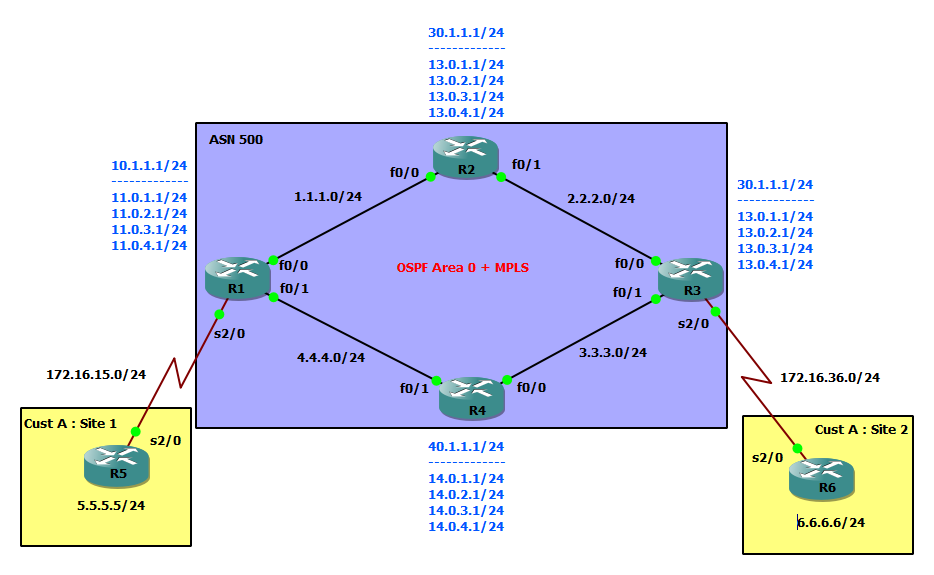 30.1.1.1/24
-------------
13.0.1.1/24
13.0.2.1/24
13.0.3.1/24
13.0.4.1/24
ASN 500
R2
f0/0
f0/1
1.1.1.0/24
2.2.2.0/24
10.1.1.1/24
-------------
11.0.1.1/24
11.0.2.1/24
11.0.3.1/24
11.0.4.1/24
30.1.1.1/24
-------------
13.0.1.1/24
13.0.2.1/24
13.0.3.1/24
13.0.4.1/24
OSPF Area 0 + MPLS
f0/0
R1
f0/1
s2/0
f0/0
R3
f0/1
s2/0
4.4.4.0/24
3.3.3.0/24
172.16.15.0/24
172.16.36.0/24
f0/1
R4
f0/0
Cust A : Site 1
s2/0
R5
5.5.5.5/24
40.1.1.1/24
-------------
14.0.1.1/24
14.0.2.1/24
14.0.3.1/24
14.0.4.1/24
Cust A : Site 2
s2/0
R6
6.6.6.6/24